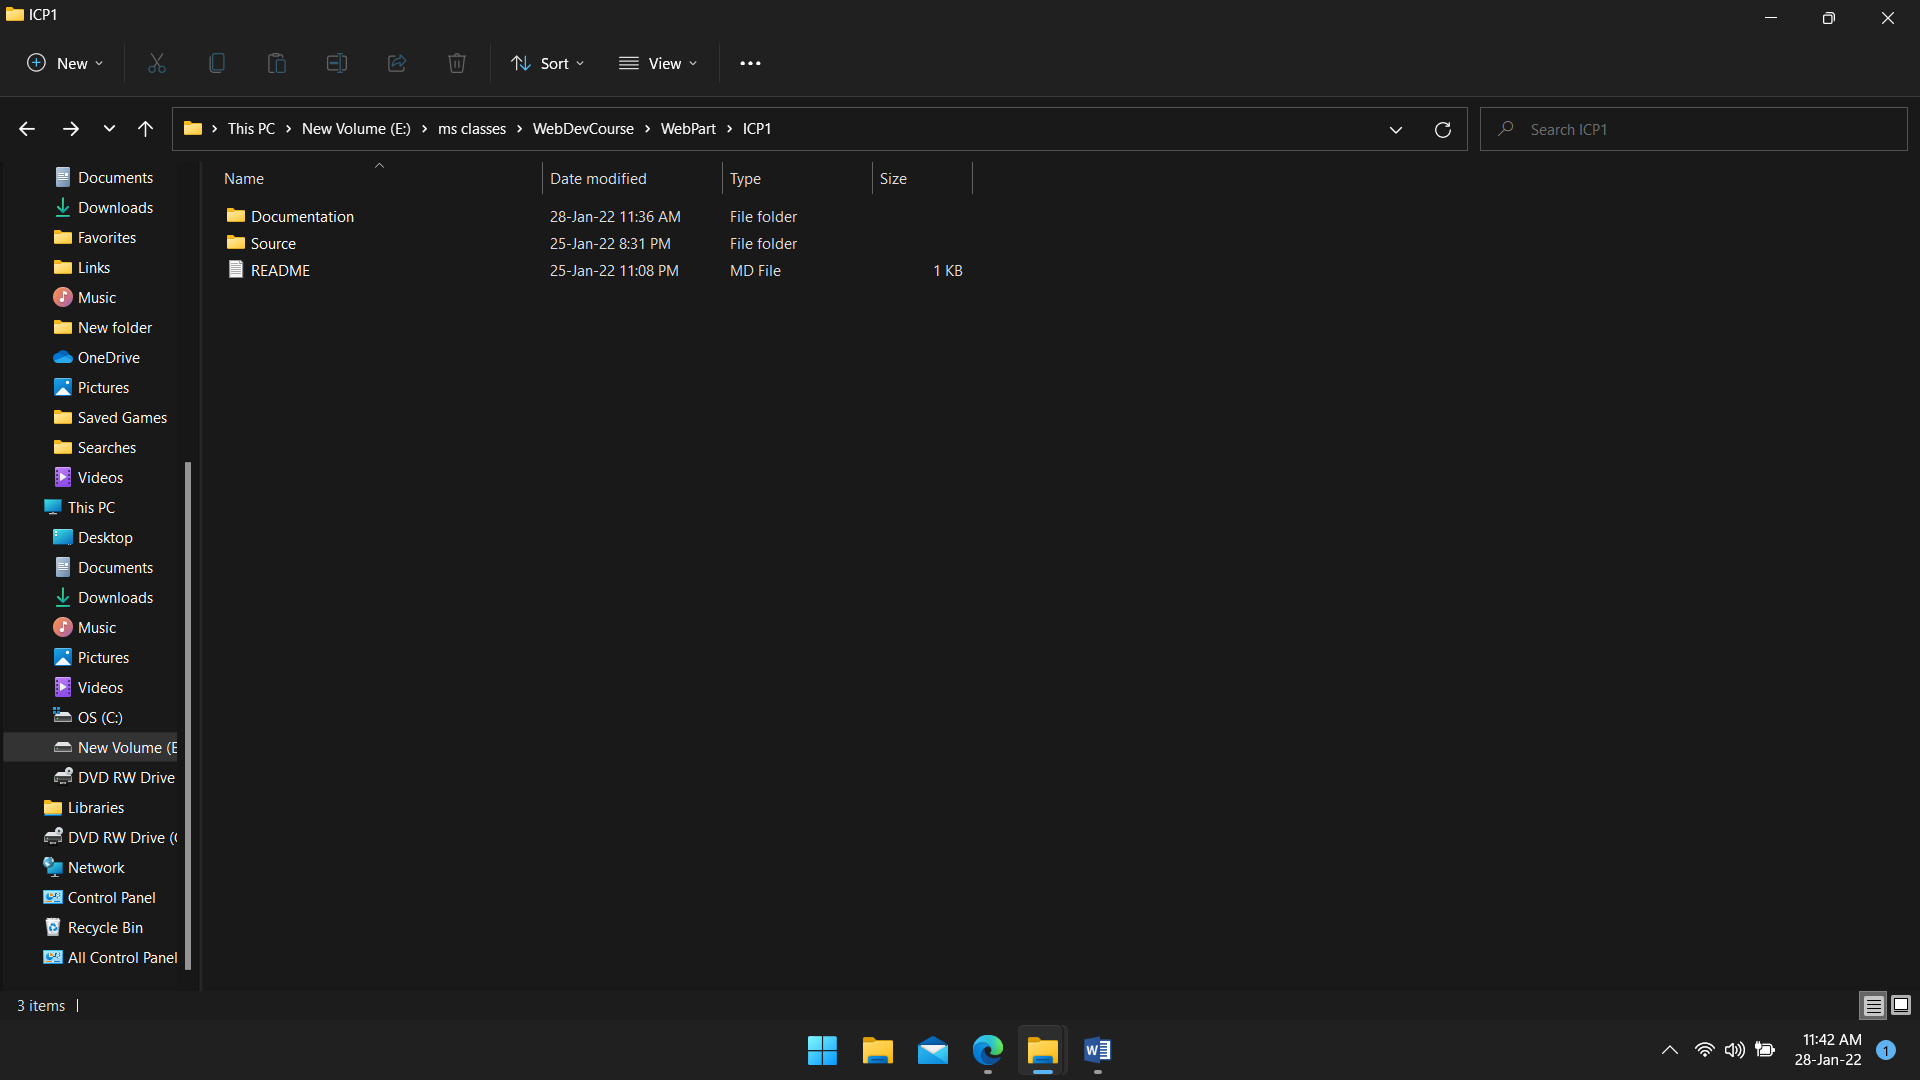 ICP1
New
Sort
View
This PC
New Volume (E:)
ms classes
WebDevCourse
WebPart
ICP1
Search ICP1
Name Date modified Type Size
Documentation 28-Jan-22 11:36 AM File folder
Source 25-Jan-22 8:31 PM File folder
README 25-Jan-22 11:08 PM MD File 1 KB
Documents
Downloads
Favorites
Links
Music
New folder
OneDrive
Pictures
Saved Games
Searches
Videos
This PC
Desktop
Documents
Downloads
Music
Pictures
Videos
OS (C:)
New Volume (E
DVD RW Drive
Libraries
DVD RW Drive (
Network
Control Panel
Recycle Bin
All Control Panel
3 items
W
11:42 AM
28-Jan-22
1